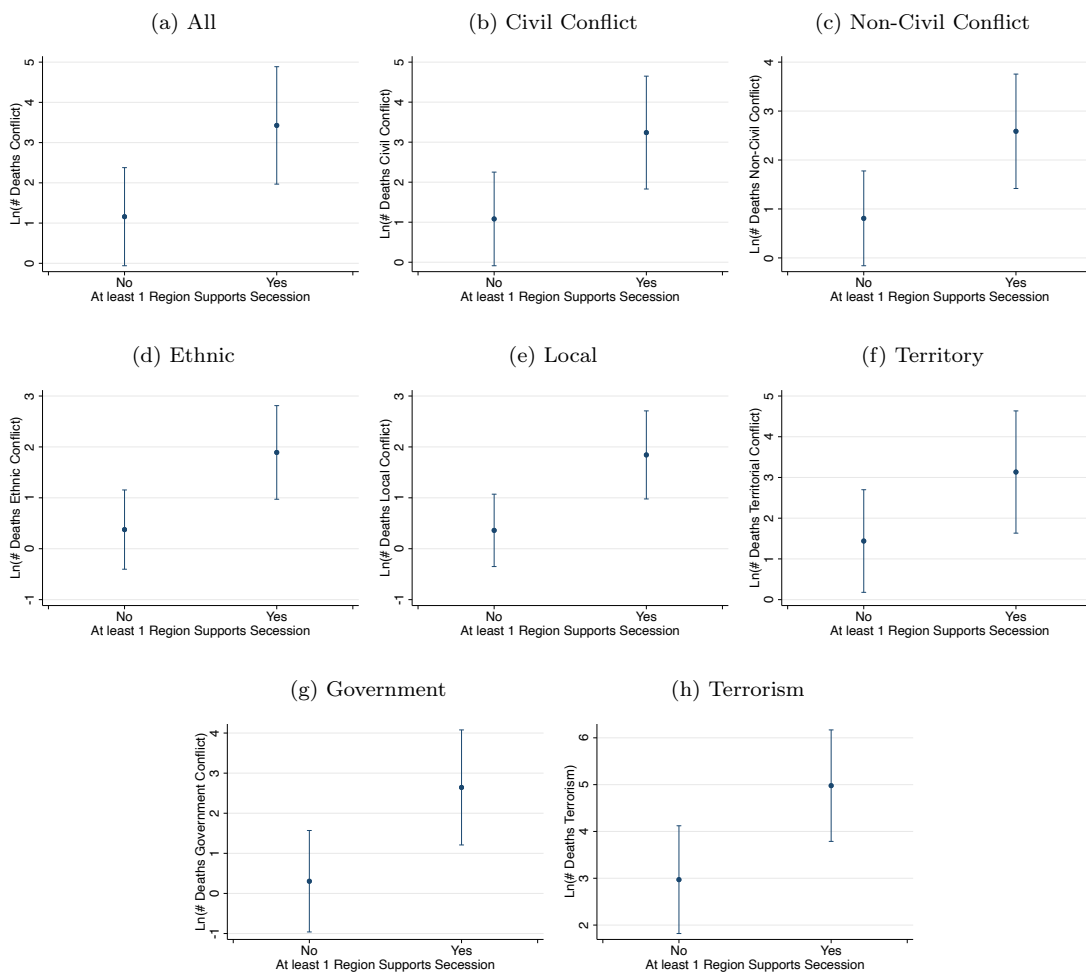 (a) All
Ln(# Deaths Conflict)
5
4
3
2
1
0
No
Yes
At least 1 Region Supports Secession
(b) Civil Conflict
Ln(# Deaths Civil Conflict)
5
4
3
2
1
0
No
Yes
At least 1 Region Supports Secession
(c) Non-Civil Conflict
Ln(# Deaths Non-Civil Conflict)
4
3
2
1
0
No
Yes
At least 1 Region Supports Secession
(d) Ethnic
Ln(# Deaths Ethnic Conflict)
3
2
1
0
-1
No
Yes
At least 1 Region Supports Secession
(e) Local
Ln(# Deaths Local Conflict)
3
2
1
0
-1
No
Yes
At least 1 Region Supports Secession
(f) Territory
Ln(# Deaths Territorial Conflict)
5
4
3
2
1
0
No
Yes
At least 1 Region Supports Secession
(g) Government
Ln(# Deaths Government Conflict)
4
3
2
1
0
-1
No
Yes
At least 1 Region Supports Secession
(h) Terrorism
Ln(# Deaths Terrorism)
6
5
4
3
2
No
Yes
At least 1 Region Supports Secession